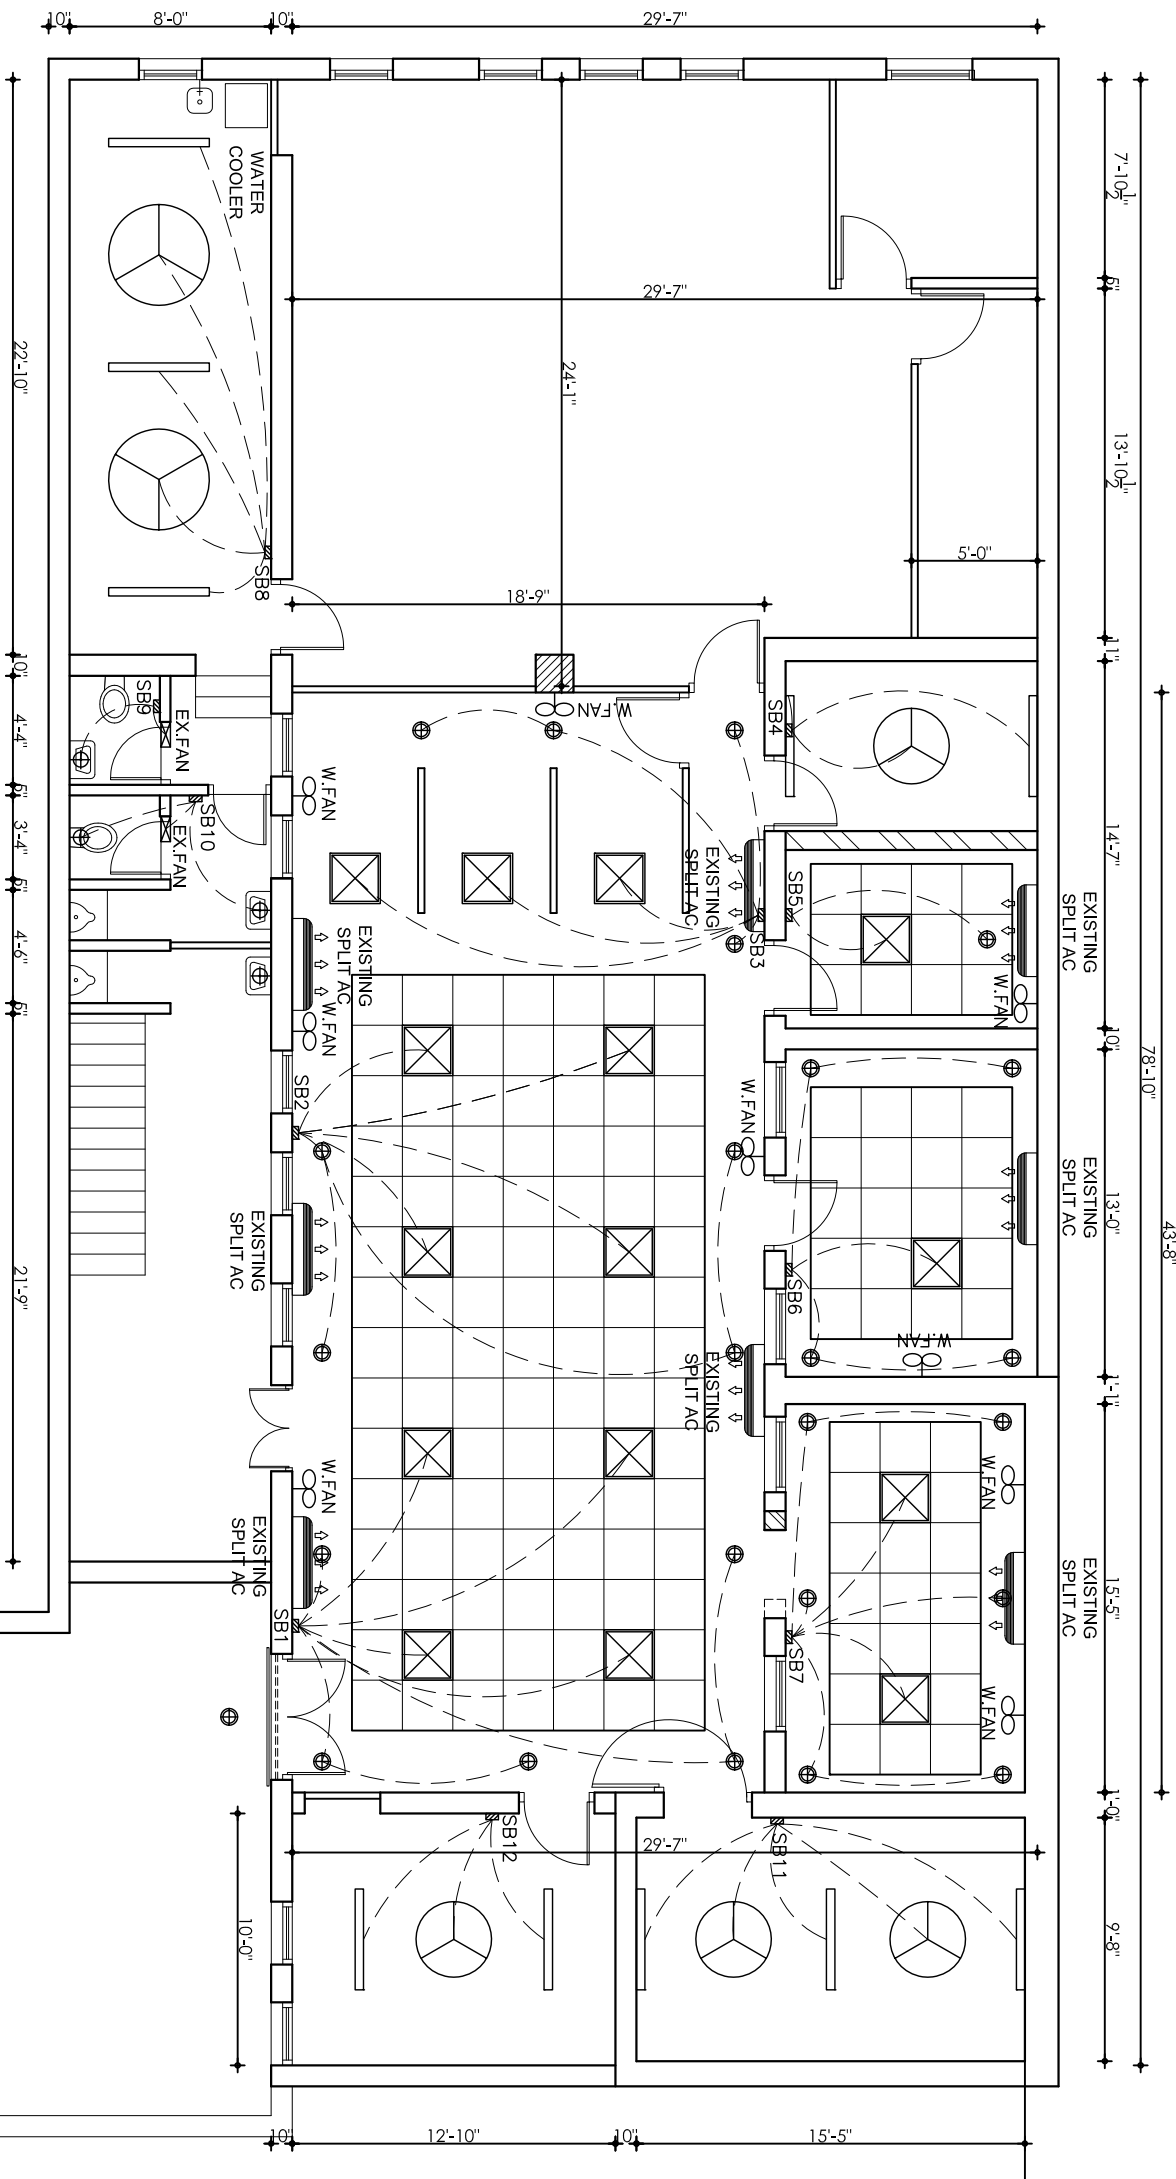 10"
8'-0"
10"
29'-7"
WATER
COOLER
7'-10 1/2"
6"
29'-7"
24'-1"
22'-10"
13'-10 1/2"
5'-0"
SB8
18'-9"
11"
10"
SB9
EX.FAN
W.FAN
SB4
4'-4"
6"
W.FAN
SB10
EX.FAN
3'-4"
6"
14'-7"
EXISTING
SPLIT AC
SB5
SB3
EXISTING
SPLIT AC
EXISTING
SPLIT AC
4'-6"
6"
W.FAN
W.FAN
10"
78'-10"
SB2
W.FAN
EXISTING
SPLIT AC
13'-0"
43'-8"
EXISTING
SPLIT AC
21'-9"
SB6
W.FAN
EXISTING
SPLIT AC
1'-1"
W.FAN
W.FAN
EXISTING
SPLIT AC
EXISTING
SPLIT AC
15'-5"
SB1
SB7
W.FAN
1'-0"
SB12
SB11
29'-7"
10'-0"
9'-8"
10"
12'-10"
10"
15'-5"